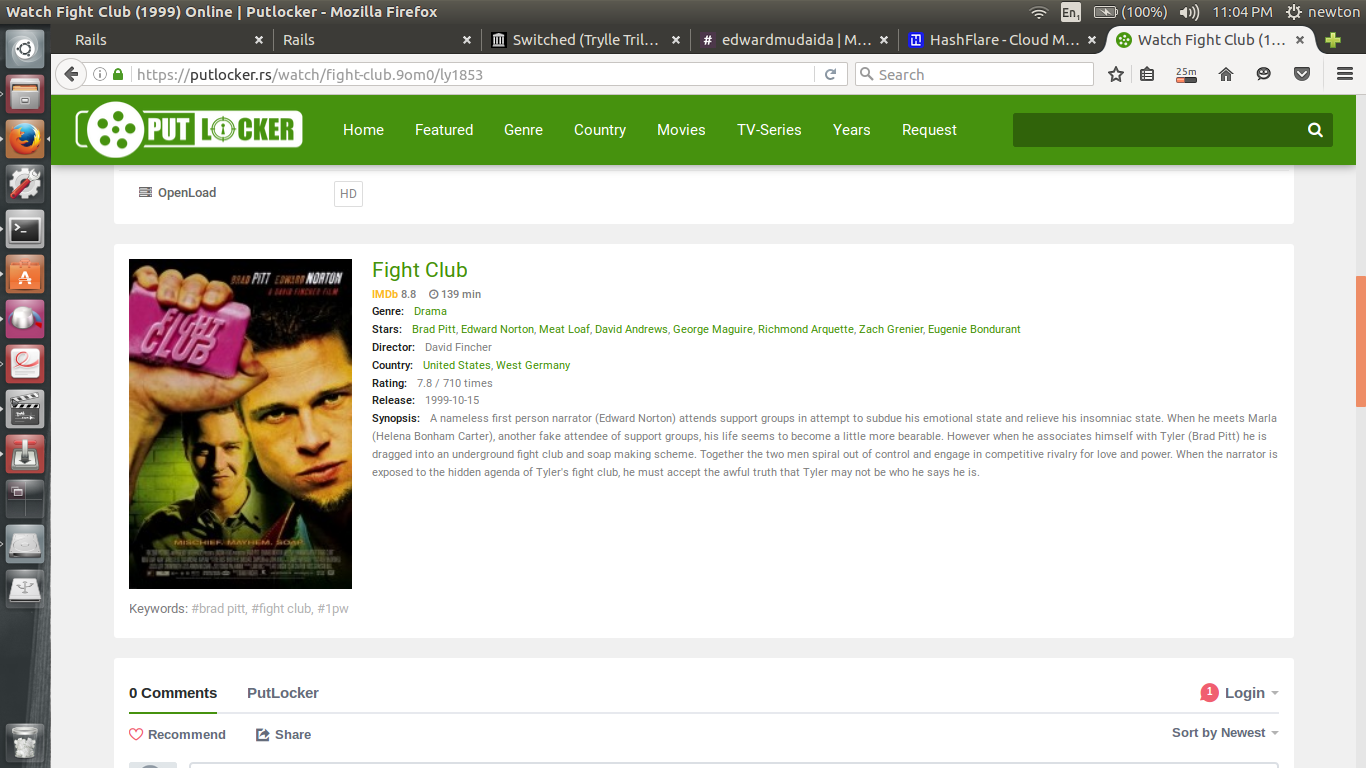 Watch Fight Club (1999) Online | Putlocker - Mozilla Firefox
En1 (100%) 11:04 PM newton
Rails
Rails
Switched (Trylle Tril...
# edwardmudaida | M...
HashFlare - Cloud M...
Watch Fight Club (1...
https://putlocker.rs/watch/fight-club.9om0/ly1853
Search
25m
PUT LOCKER
Home Featured Genre Country Movies TV-Series Years Request
OpenLoad HD
BRAD PITT EDWARD NORTON
A DAVID FINCHER FILM
FIGHT CLUB
MISCHIEF. MAYHEM. SOAP.
Fight Club
IMDb 8.8 139 min
Genre: Drama
Stars: Brad Pitt, Edward Norton, Meat Loaf, David Andrews, George Maguire, Richmond Arquette, Zach Grenier, Eugenie Bondurant
Director: David Fincher
Country: United States, West Germany
Rating: 7.8 / 710 times
Release: 1999-10-15
Synopsis: A nameless first person narrator (Edward Norton) attends support groups in attempt to subdue his emotional state and relieve his insomniac state. When he meets Marla
(Helena Bonham Carter), another fake attendee of support groups, his life seems to become a little more bearable. However when he associates himself with Tyler (Brad Pitt) he is
dragged into an underground fight club and soap making scheme. Together the two men spiral out of control and engage in competitive rivalry for love and power. When the narrator is
exposed to the hidden agenda of Tyler's fight club, he must accept the awful truth that Tyler may not be who he says he is.
Keywords: #brad pitt, #fight club, #1pw
0 Comments PutLocker 1 Login
Recommend Share Sort by Newest